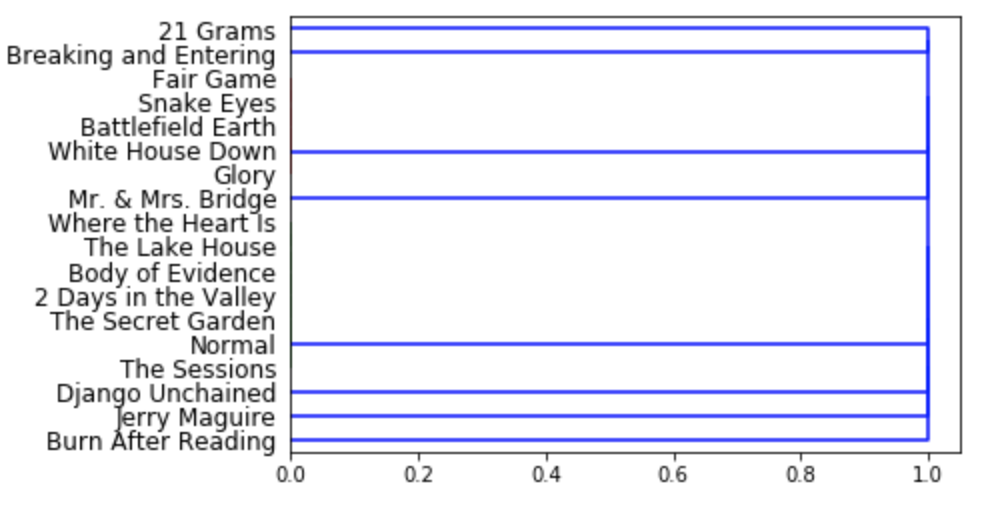 21 Grams
Breaking and Entering
Fair Game
Snake Eyes
Battlefield Earth
White House Down
Glory
Mr. & Mrs. Bridge
Where the Heart Is
The Lake House
Body of Evidence
2 Days in the Valley
The Secret Garden
Normal
The Sessions
Django Unchained
Jerry Maguire
Burn After Reading
0.0 0.2 0.4 0.6 0.8 1.0